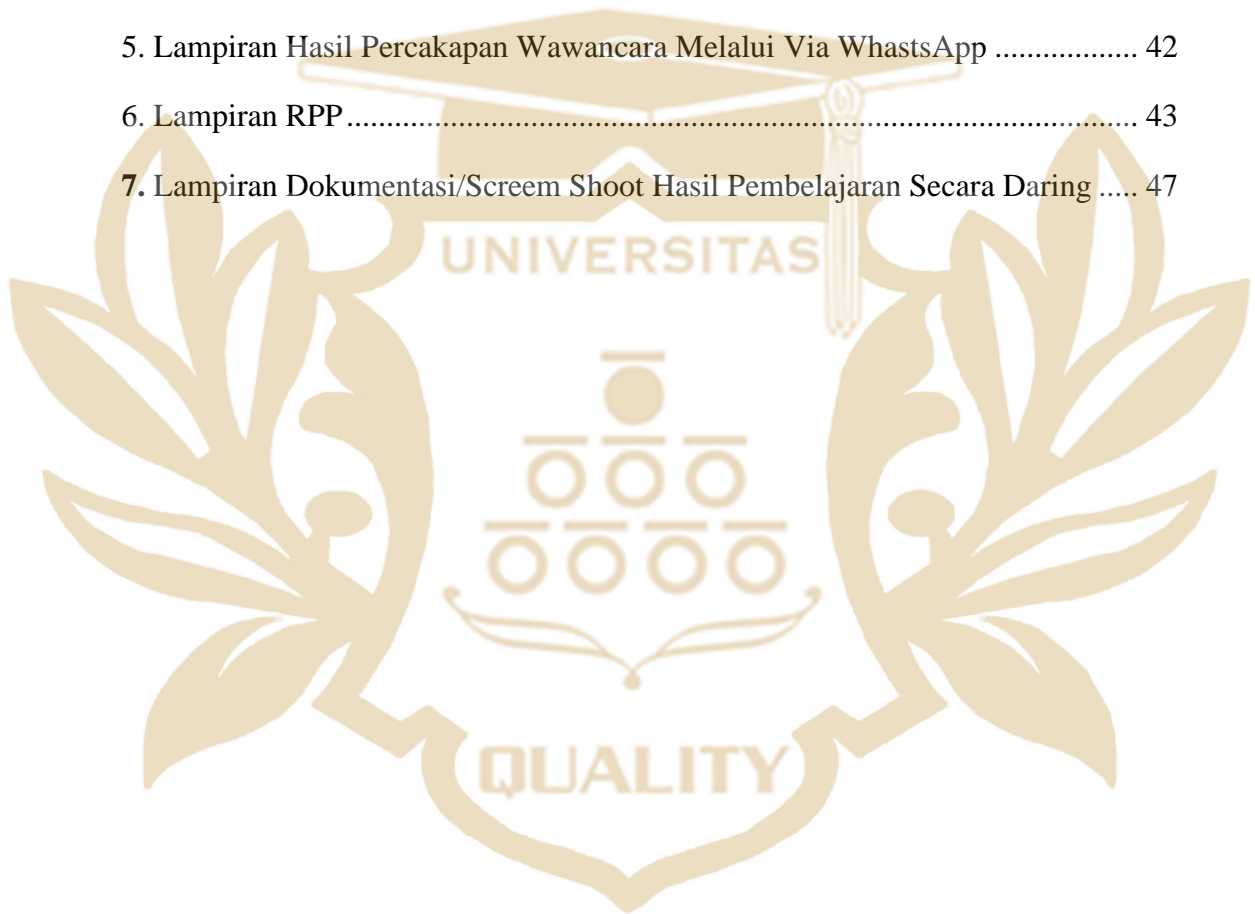 5. Lampiran Hasil Percakapan Wawancara Melalui Via WhastsApp ................. 42
6. Lampiran RPP.............................................................................................. 43
7. Lampiran Dokumentasi/Screem Shoot Hasil Pembelajaran Secara Daring ..... 47
UNIVERSITAS
QUALITY